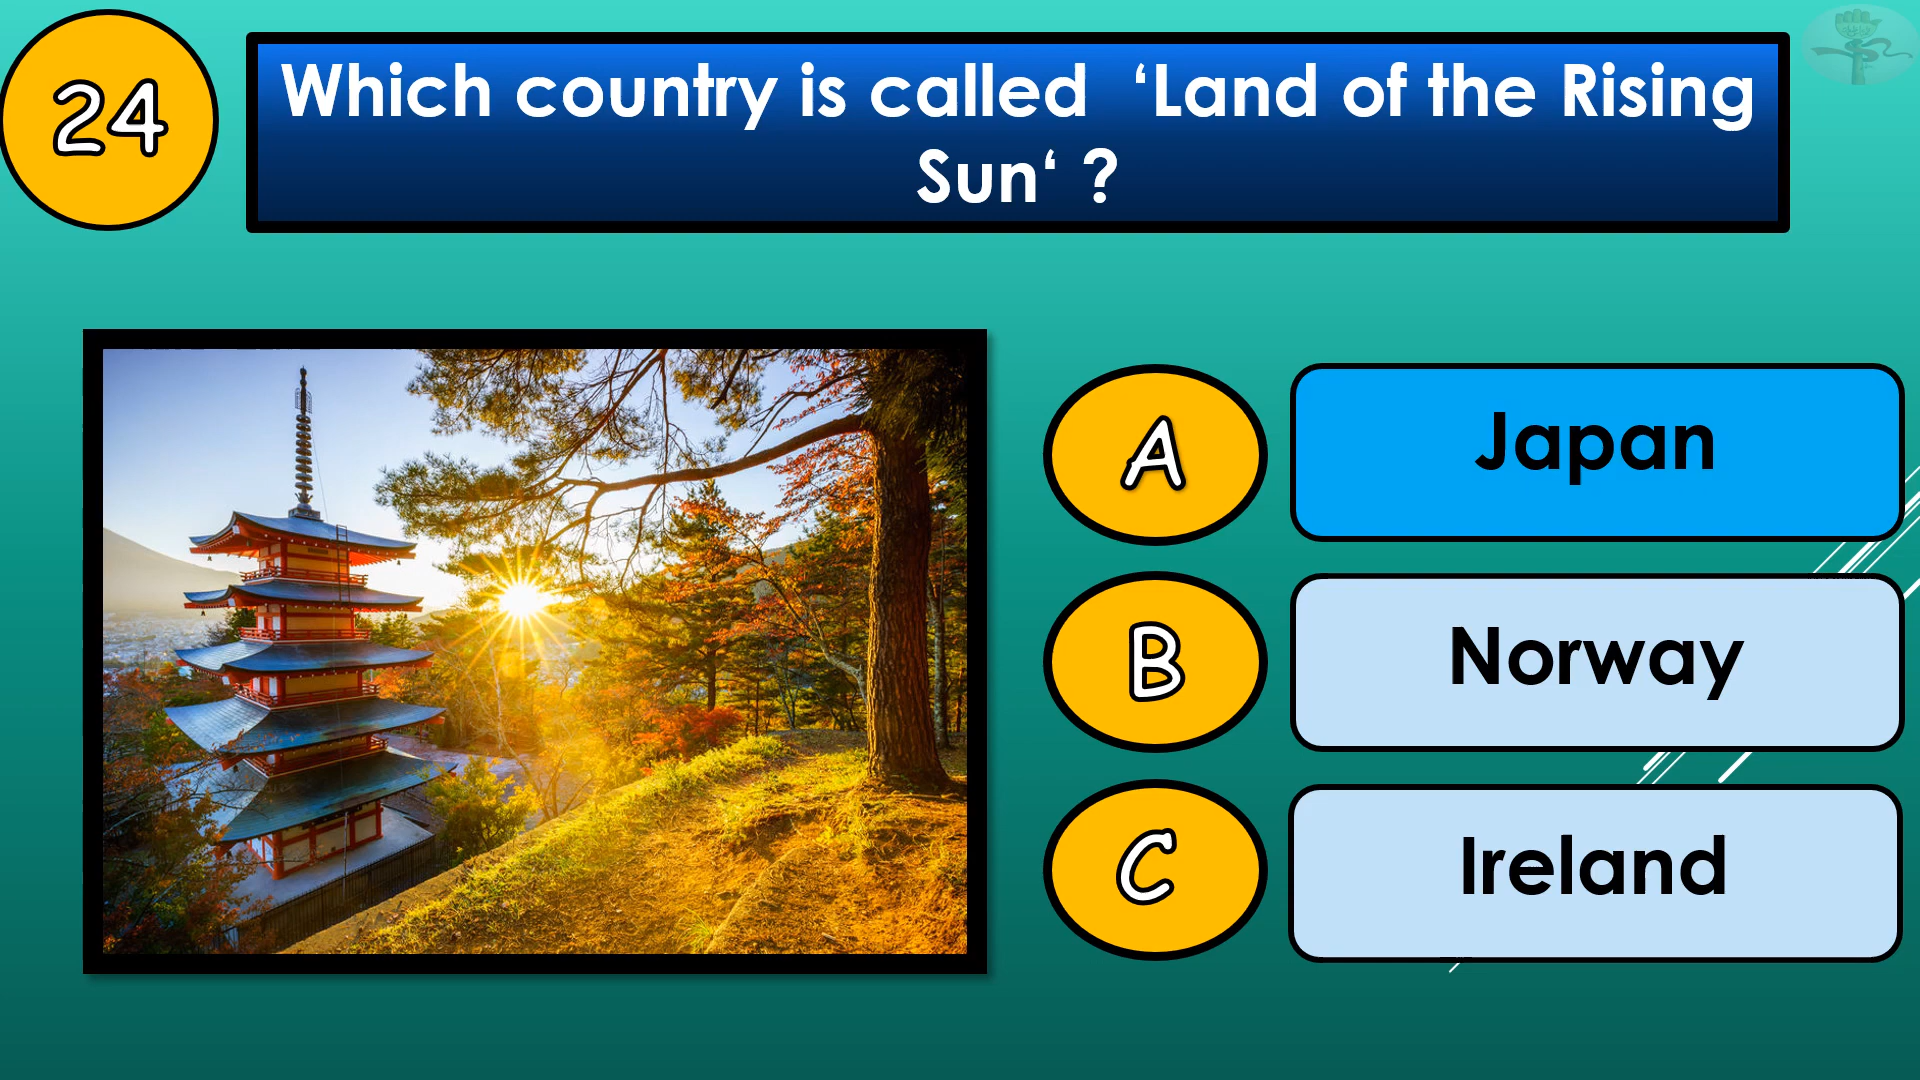 24
Which country is called  ‘Land of the Rising
Sun‘ ?
A
Japan
B
Norway
C
Ireland